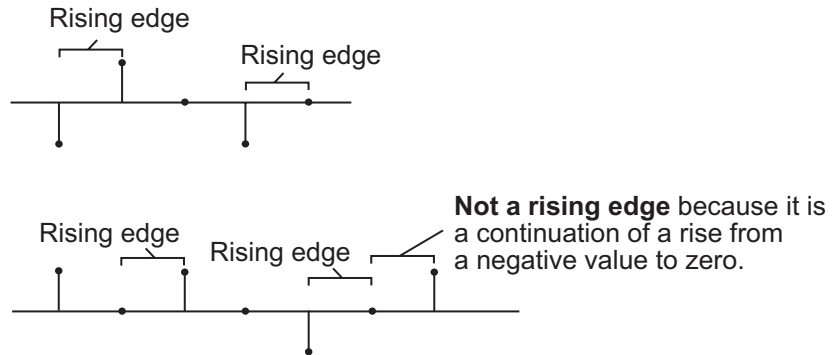 Rising edge
Rising edge
Not a rising edge because it is
a continuation of a rise from
a negative value to zero.
Rising edge
Rising edge